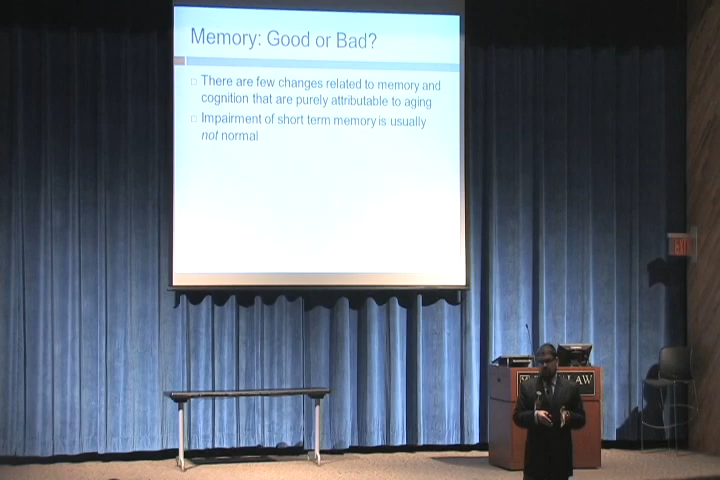 Memory: Good or Bad?
There are few changes related to memory and
cognition that are purely attributable to aging
Impairment of short term memory is usually
not normal
EXIT
LAW